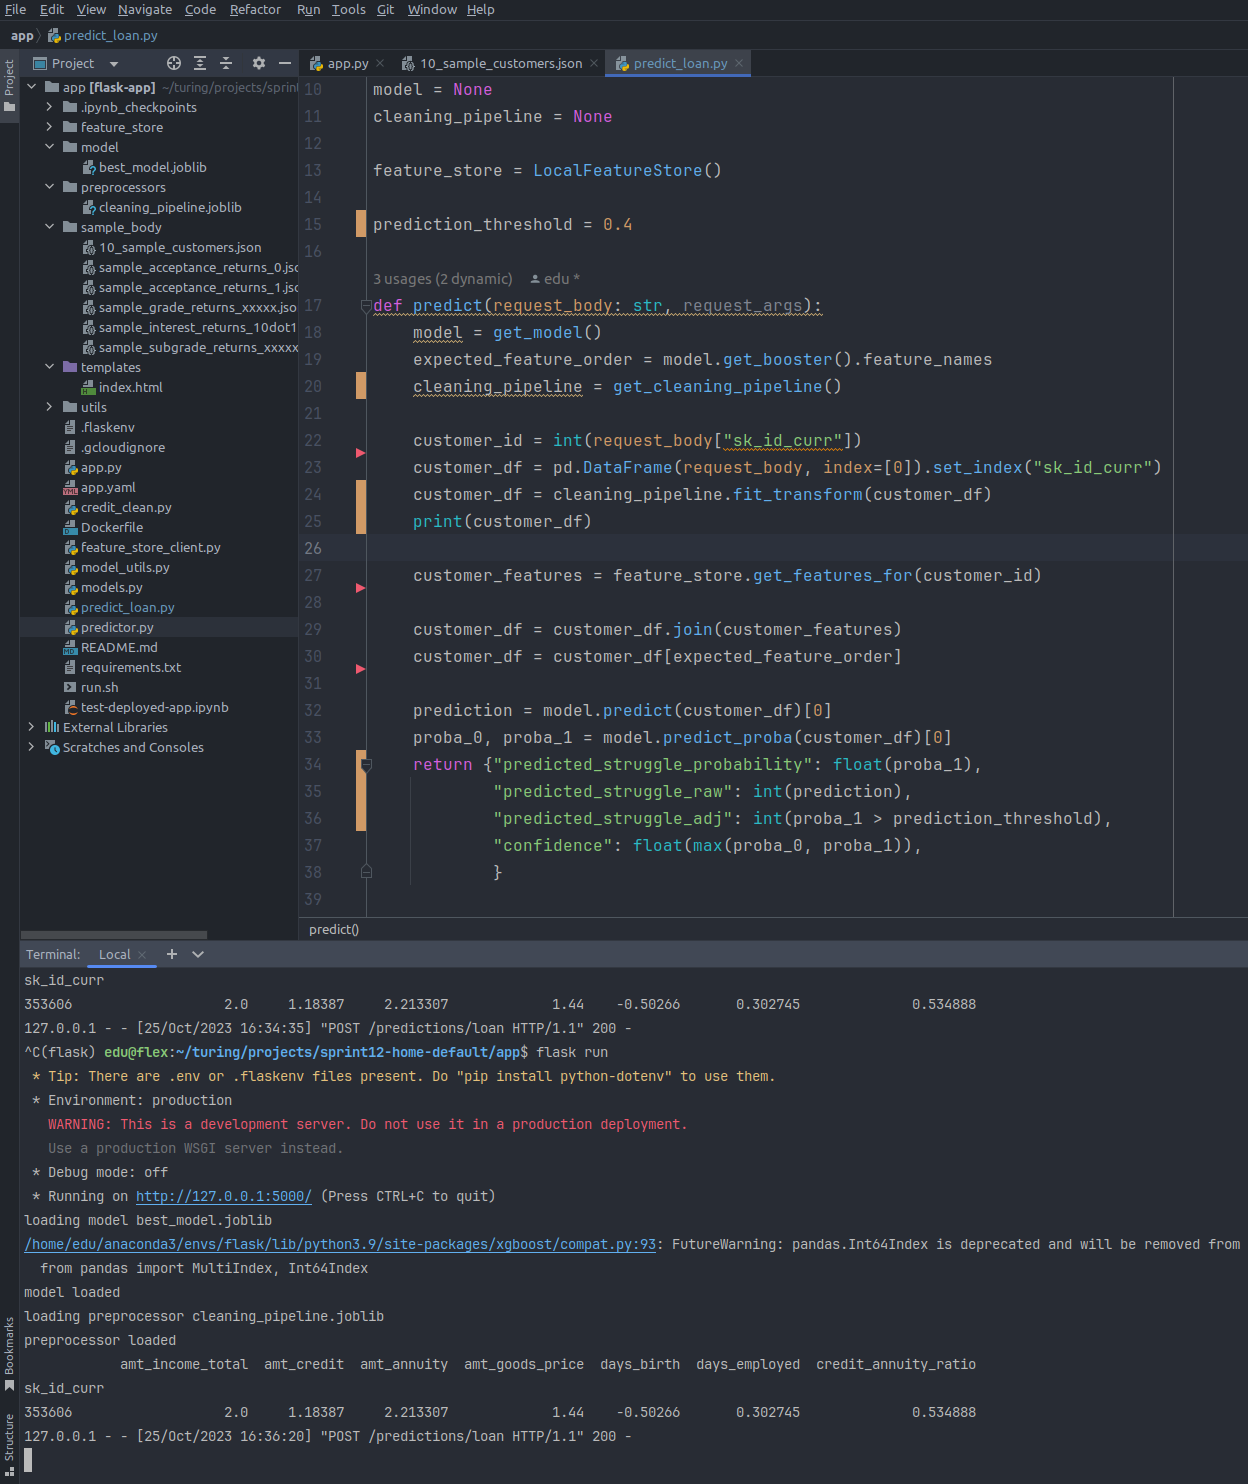 File Edit View Navigate Code Refactor Run Tools Git Window Help
app predict_loan.py
Project
Project
app.py
10_sample_customers.json
predict_loan.py
app [flask-app] ~/turing/projects/sprint
.ipynb_checkpoints
feature_store
model
best_model.joblib
preprocessors
cleaning_pipeline.joblib
sample_body
10_sample_customers.json
sample_acceptance_returns_0.jso
sample_acceptance_returns_1.jso
sample_grade_returns_xxxxx.jso
sample_interest_returns_10dot1
sample_subgrade_returns_xxxxx
templates
index.html
utils
.flaskenv
.gcloudignore
app.py
app.yaml
credit_clean.py
Dockerfile
feature_store_client.py
model_utils.py
models.py
predict_loan.py
predictor.py
README.md
requirements.txt
run.sh
test-deployed-app.ipynb
External Libraries
Scratches and Consoles
10 model = None
11 cleaning_pipeline = None
12
13 feature_store = LocalFeatureStore()
14
15 prediction_threshold = 0.4
16
3 usages (2 dynamic) edu *
17 def predict(request_body: str, request_args):
18     model = get_model()
19     expected_feature_order = model.get_booster().feature_names
20     cleaning_pipeline = get_cleaning_pipeline()
21
22     customer_id = int(request_body["sk_id_curr"])
23     customer_df = pd.DataFrame(request_body, index=[0]).set_index("sk_id_curr")
24     customer_df = cleaning_pipeline.fit_transform(customer_df)
25     print(customer_df)
26
27     customer_features = feature_store.get_features_for(customer_id)
28
29     customer_df = customer_df.join(customer_features)
30     customer_df = customer_df[expected_feature_order]
31
32     prediction = model.predict(customer_df)[0]
33     proba_0, proba_1 = model.predict_proba(customer_df)[0]
34     return {"predicted_struggle_probability": float(proba_1),
35             "predicted_struggle_raw": int(prediction),
36             "predicted_struggle_adj": int(proba_1 > prediction_threshold),
37             "confidence": float(max(proba_0, proba_1)),
38             }
39
predict()
Terminal: Local
sk_id_curr
353606 2.0 1.18387 2.213307 1.44 -0.50266 0.302745 0.534888
127.0.0.1 - - [25/Oct/2023 16:34:35] "POST /predictions/loan HTTP/1.1" 200 -
^C(flask) edu@flex:~/turing/projects/sprint12-home-default/app$ flask run
 * Tip: There are .env or .flaskenv files present. Do "pip install python-dotenv" to use them.
 * Environment: production
   WARNING: This is a development server. Do not use it in a production deployment.
   Use a production WSGI server instead.
 * Debug mode: off
 * Running on http://127.0.0.1:5000/ (Press CTRL+C to quit)
loading model best_model.joblib
/home/edu/anaconda3/envs/flask/lib/python3.9/site-packages/xgboost/compat.py:93: FutureWarning: pandas.Int64Index is deprecated and will be removed from
  from pandas import MultiIndex, Int64Index
model loaded
loading preprocessor cleaning_pipeline.joblib
preprocessor loaded
amt_income_total amt_credit amt_annuity amt_goods_price days_birth days_employed credit_annuity_ratio
sk_id_curr
353606 2.0 1.18387 2.213307 1.44 -0.50266 0.302745 0.534888
127.0.0.1 - - [25/Oct/2023 16:36:20] "POST /predictions/loan HTTP/1.1" 200 -
Bookmarks
Structure